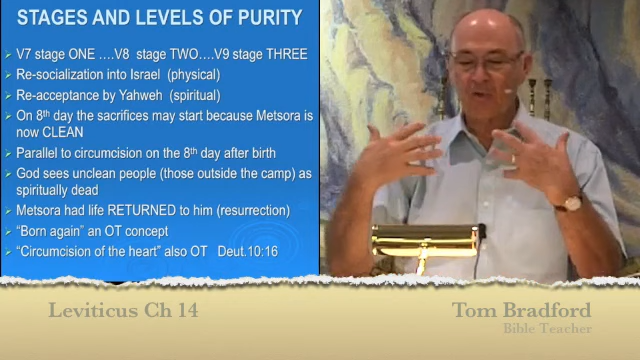 STAGES AND LEVELS OF PURITY
V7 stage ONE ....V8 stage TWO....V9 stage THREE
Re-socialization into Israel (physical)
Re-acceptance by Yahweh (spiritual)
On 8th day the sacrifices may start because Metsora is
now CLEAN
Parallel to circumcision on the 8th day after birth
God sees unclean people (those outside the camp) as
spiritually dead
Metsora had life RETURNED to him (resurrection)
"Born again" an OT concept
"Circumcision of the heart" also OT Deut.10:16
Leviticus Ch 14
Tom Bradford
Bible Teacher